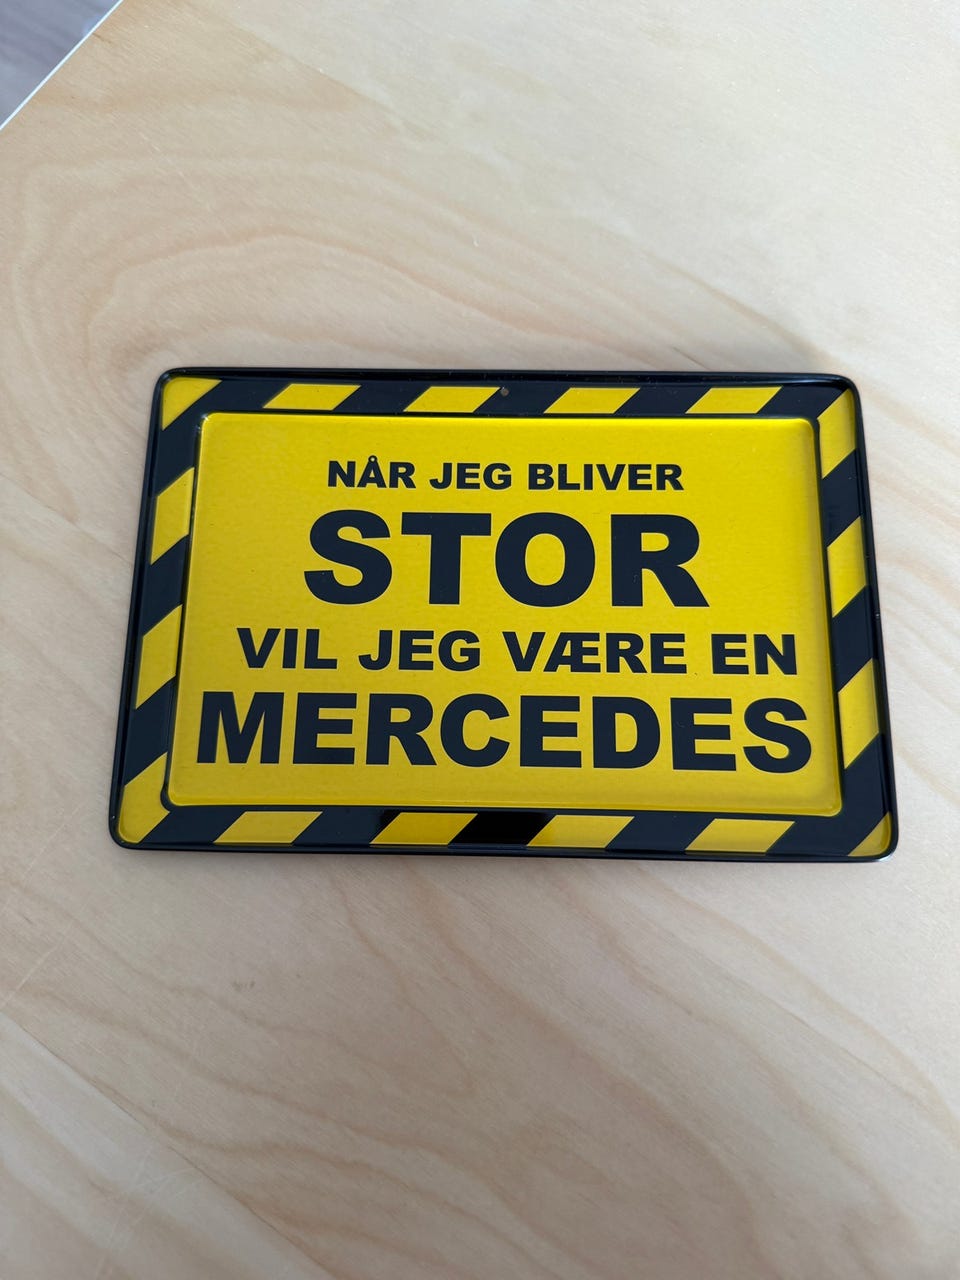 NÅR JEG BLIVER
STOR
VIL JEG VÆRE EN
MERCEDES